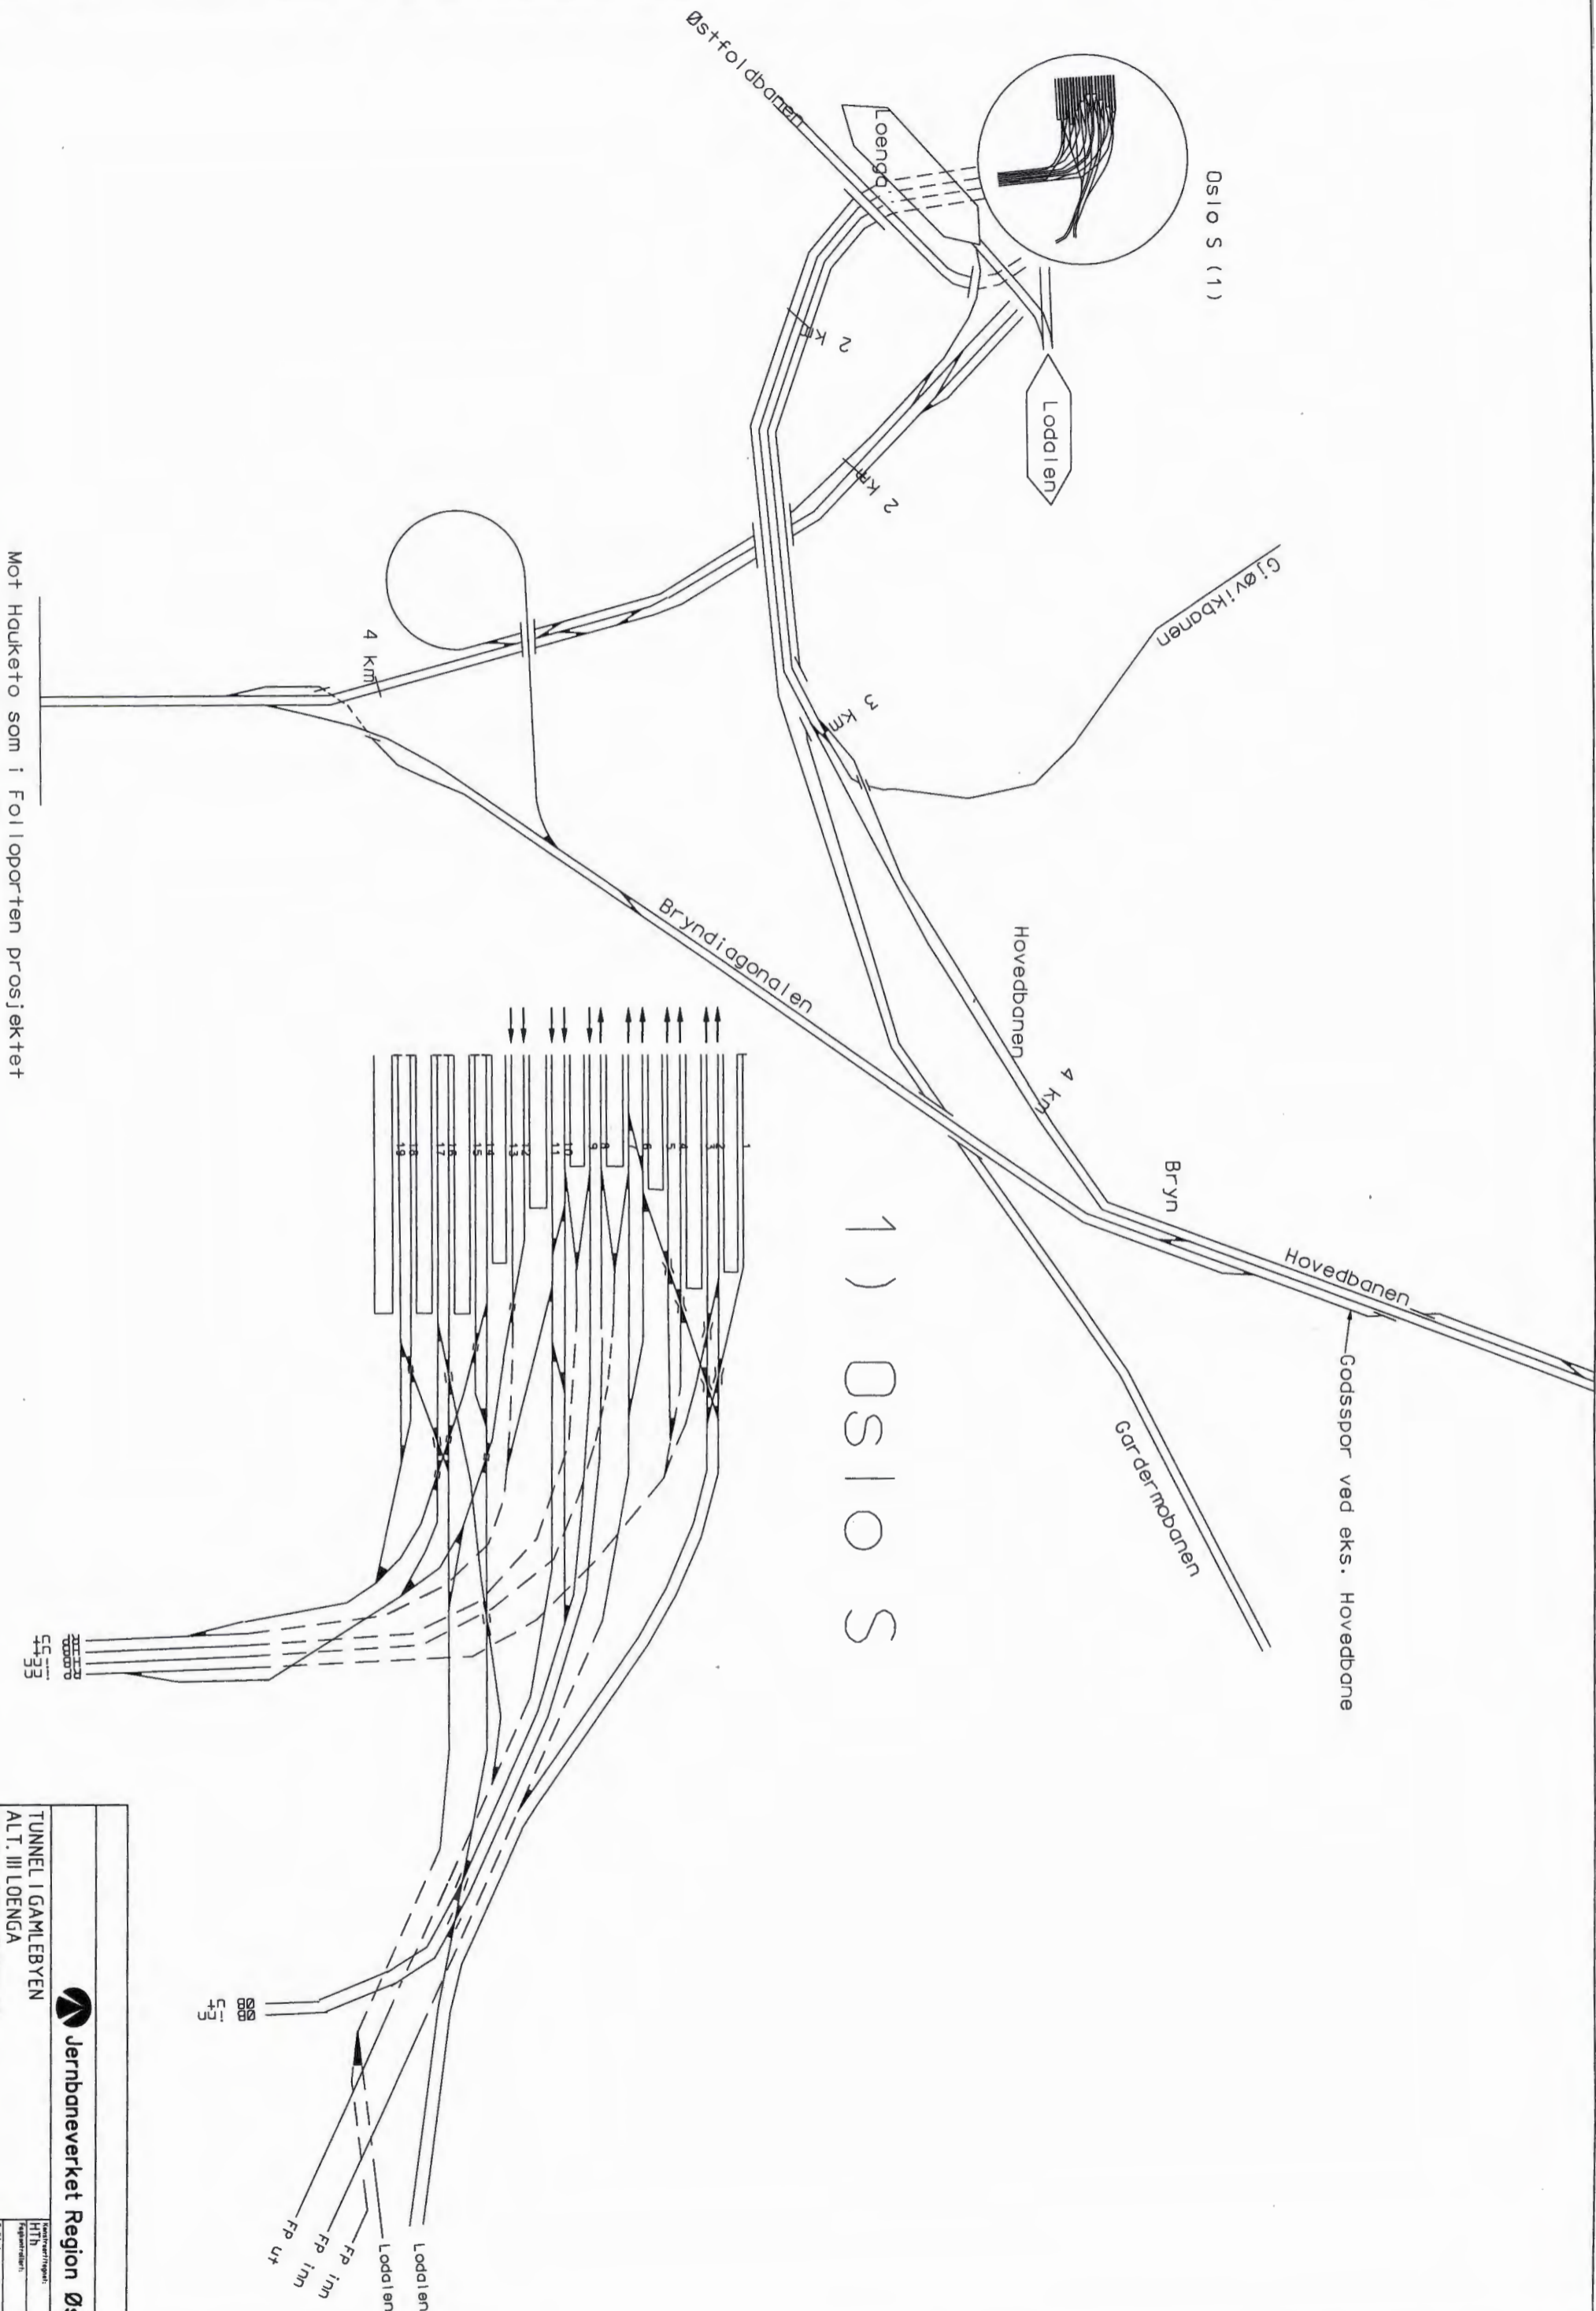 Oslo S (1)
Østfoldbanen
Loenga
Lodalen
2 km
2 km
Gjøvikbanen
3 km
4 km
Mot Hauketo som i Folloporten prosjektet
Bryndiagonalen
Hovedbanen
4 km
Bryn
Hovedbanen
Godsspor ved eks. Hovedbane
Gardermobanen
1) Oslo S
1
2
3
4
5
6
7
8
9
10
11
12
13
14
15
16
17
18
19
Fp ut
Fp inn
Fp inn
Lodalen
Lodalen
Jernbaneverket Region Øs
TUNNEL I GAMLEBYEN
ALT. III LOENGA
HTh